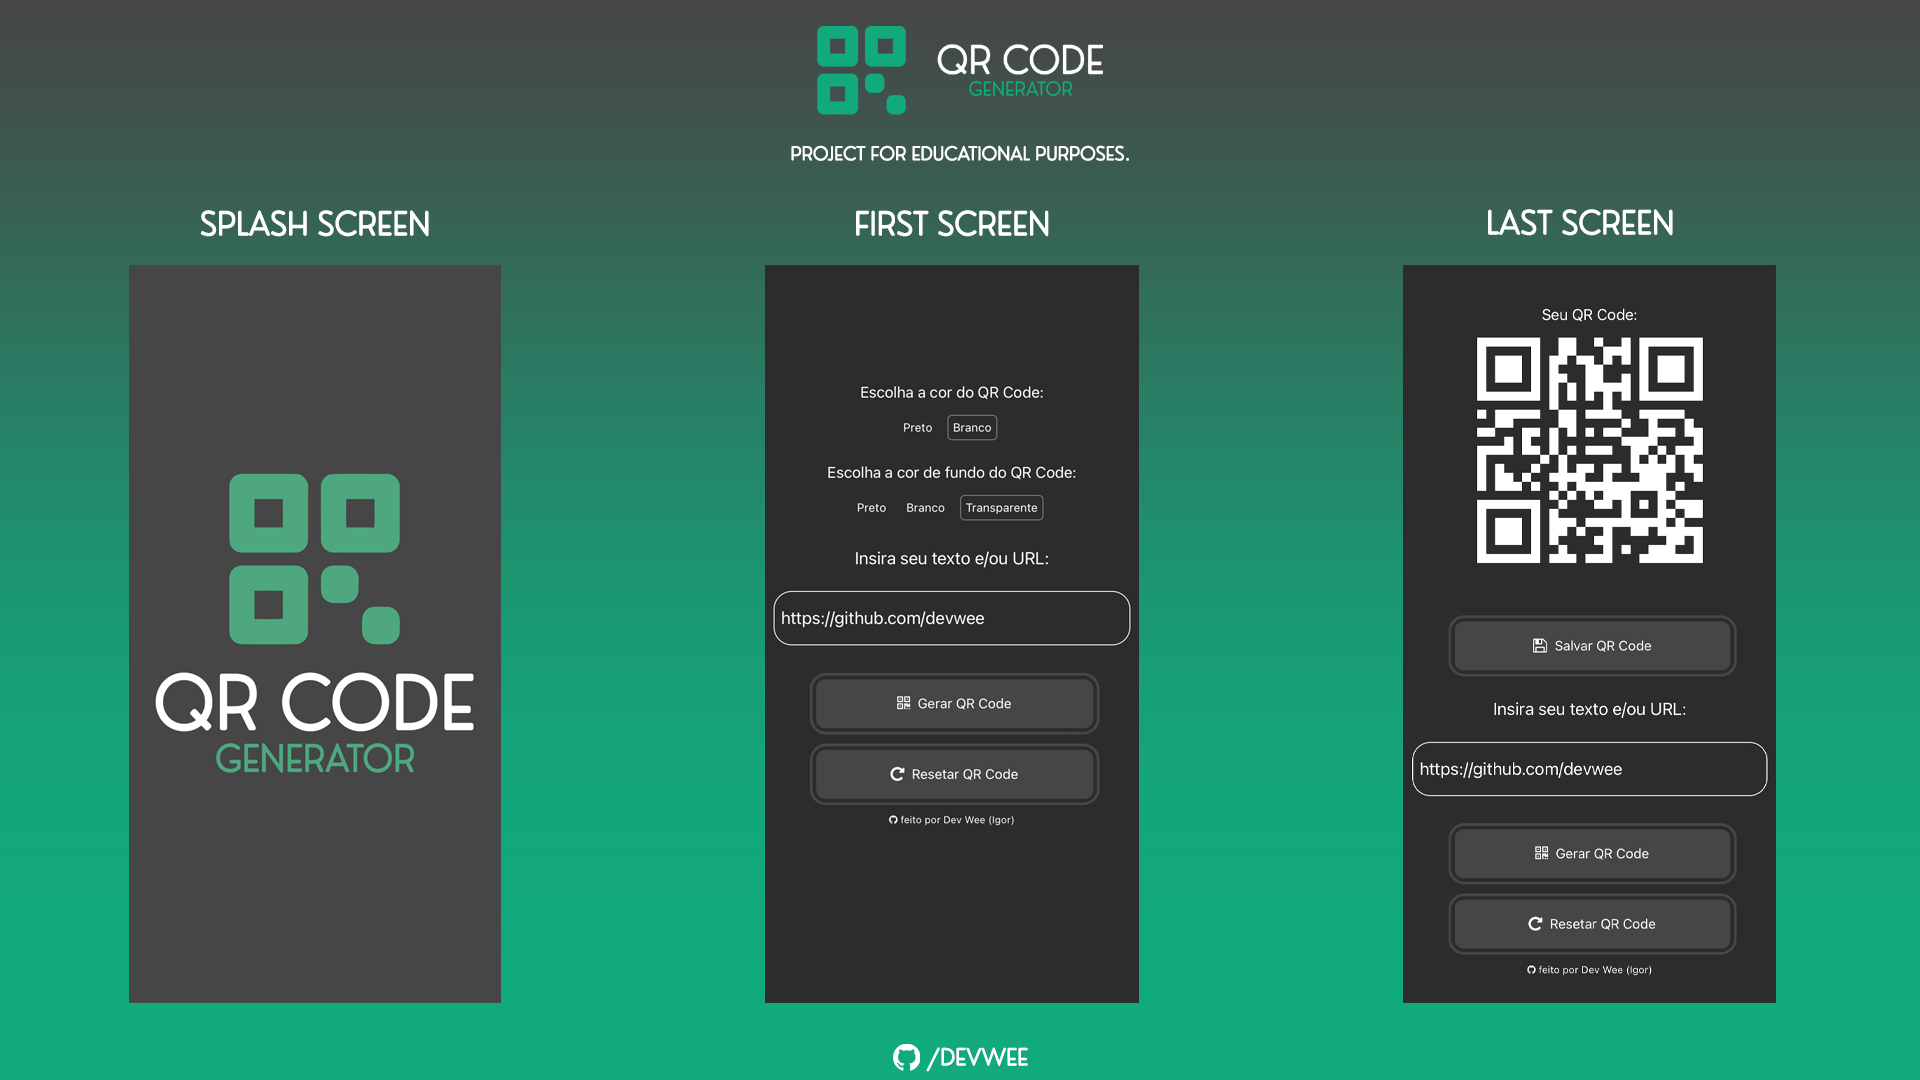 QR CODE
GENERATOR
PROJECT FOR EDUCATIONAL PURPOSES.
SPLASH SCREEN
QR CODE
GENERATOR
FIRST SCREEN
Escolha a cor do QR Code:
Preto Branco
Escolha a cor de fundo do QR Code:
Preto Branco Transparente
Insira seu texto e/ou URL:
https://github.com/devwee
Gerar QR Code
Resetar QR Code
feito por Dev Wee (Igor)
LAST SCREEN
Seu QR Code:
Salvar QR Code
Insira seu texto e/ou URL:
https://github.com/devwee
Gerar QR Code
Resetar QR Code
feito por Dev Wee (Igor)
/DEVWEE